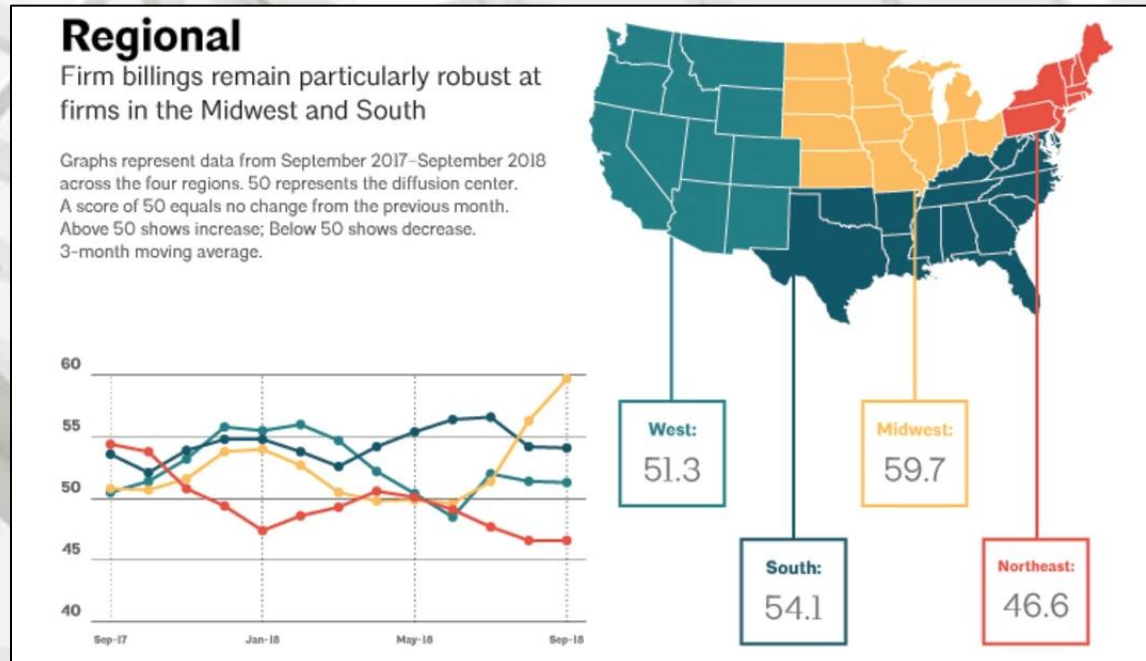 Regional
Firm billings remain particularly robust at
firms in the Midwest and South
Graphs represent data from September 2017–September 2018
across the four regions. 50 represents the diffusion center.
A score of 50 equals no change from the previous month.
Above 50 shows increase; Below 50 shows decrease.
3-month moving average.
60
55
50
45
40
Sep-17
Jan-18
May-18
Sep-18
West:
51.3
Midwest:
59.7
South:
54.1
Northeast:
46.6